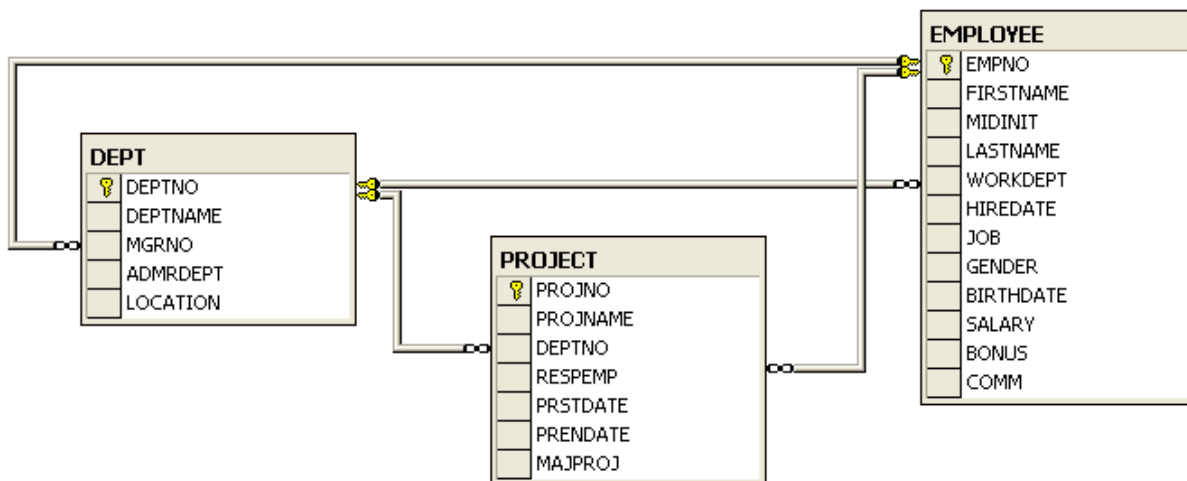 EMPLOYEE
EMPNO
FIRSTNAME
MIDINIT
LASTNAME
WORKDEPT
HIREDATE
JOB
GENDER
BIRTHDATE
SALARY
BONUS
COMM
DEPT
DEPTNO
DEPTNAME
MGRNO
ADMRDEPT
LOCATION
PROJECT
PROJNO
PROJNAME
DEPTNO
RESPEMP
PRSTDATE
PRENDATE
MAJPROJ